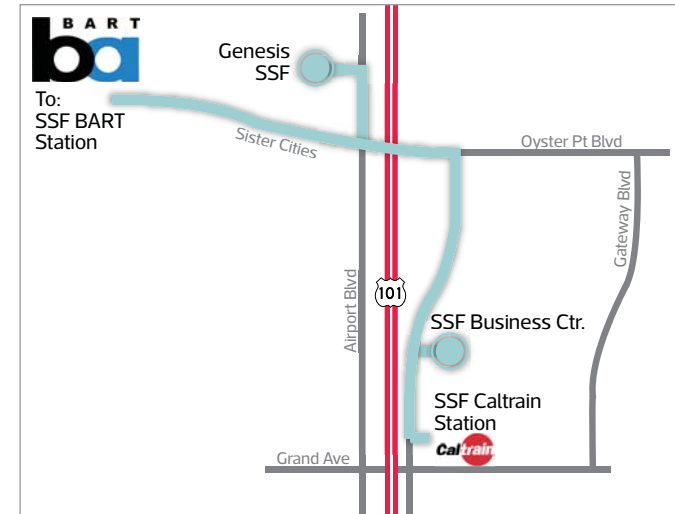 BART
ba
To:
SSF BART
Station
Genesis
SSF
Sister Cities
Oyster Pt Blvd
Gateway Blvd
Airport Blvd
101
SSF Business Ctr.
SSF Caltrain
Station
Caltrain
Grand Ave